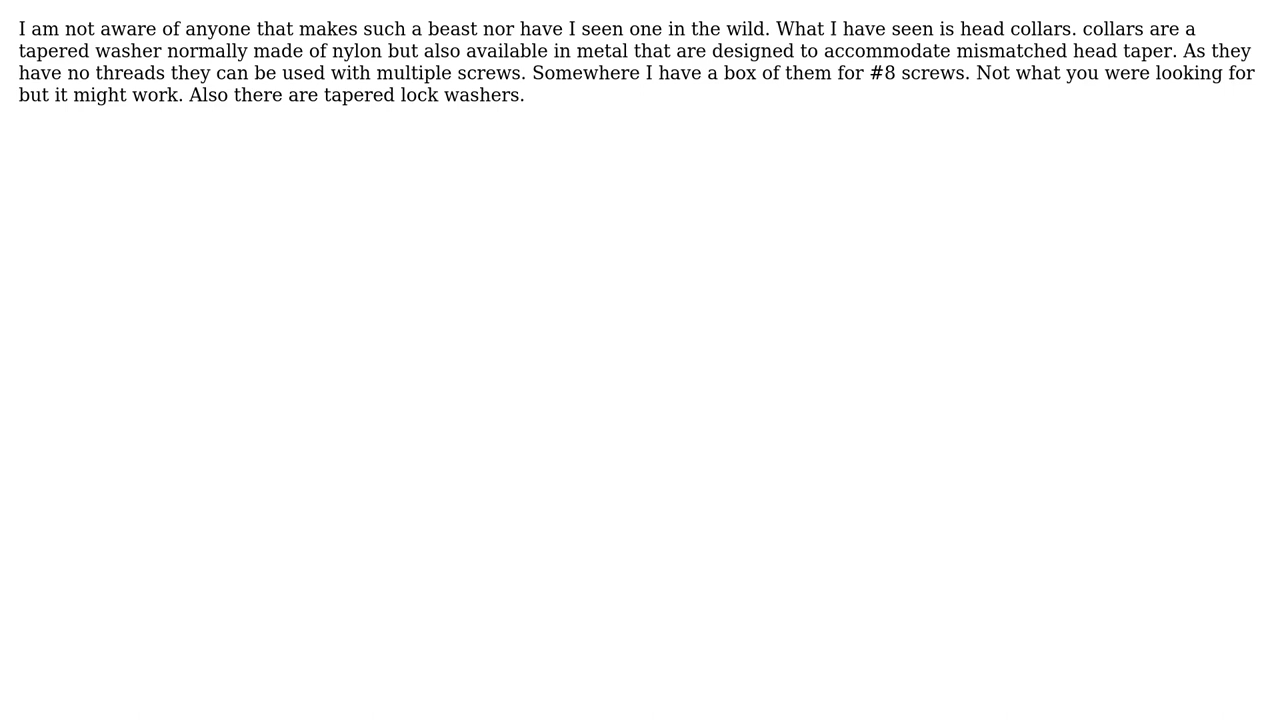 I am not aware of anyone that makes such a beast nor have I seen one in the wild. What I have seen is head collars. collars are a
tapered washer normally made of nylon but also available in metal that are designed to accommodate mismatched head taper. As they
have no threads they can be used with multiple screws. Somewhere I have a box of them for #8 screws. Not what you were looking for
but it might work. Also there are tapered lock washers.